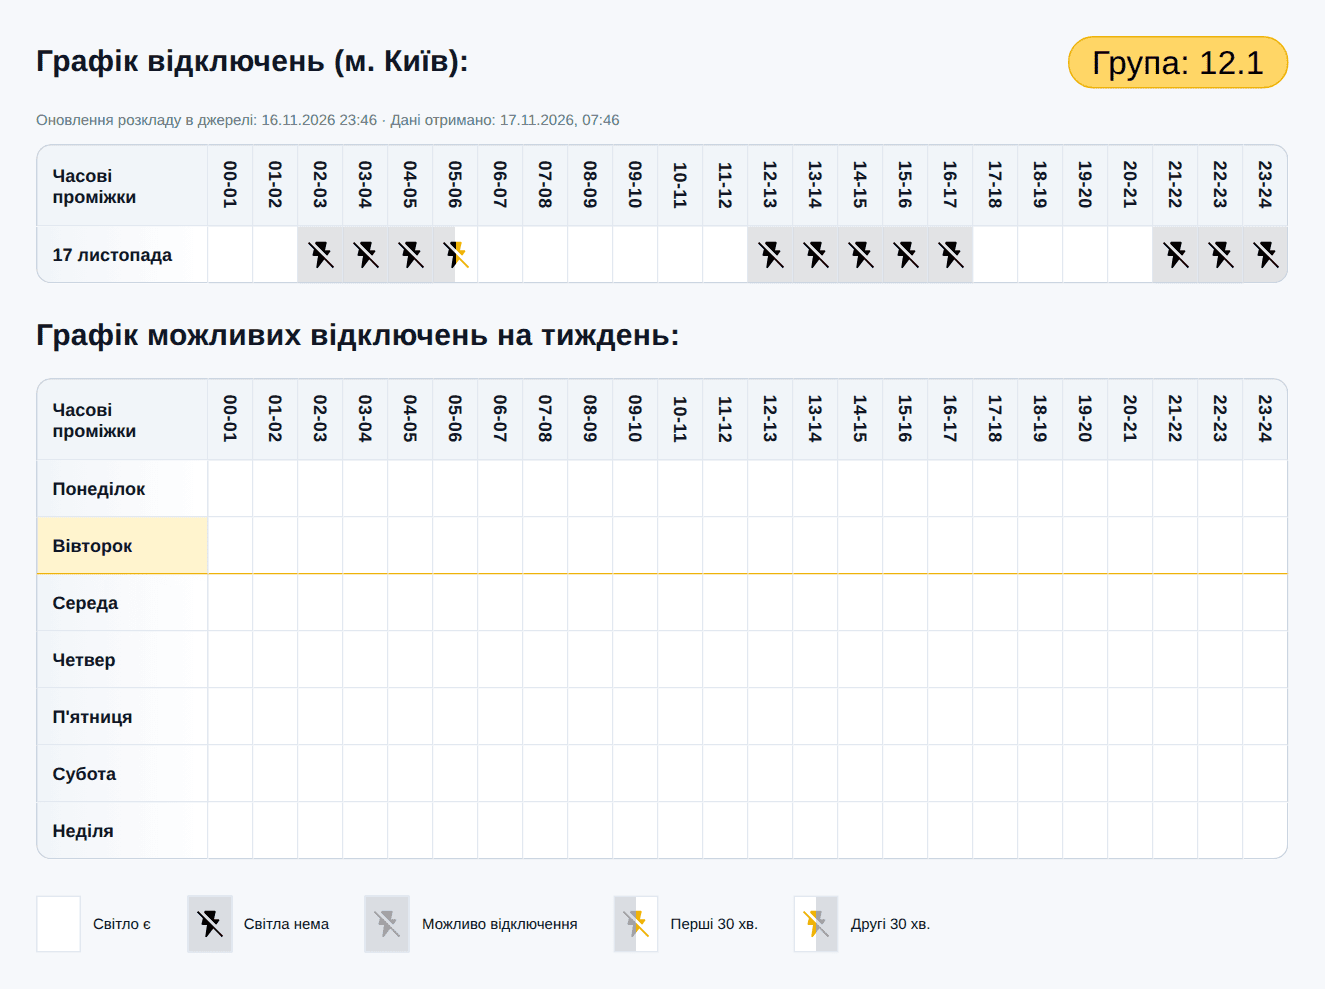 Графік відключень (м. Київ):
Група: 12.1
Оновлення розкладу в джерелі: 16.11.2026 23:46 · Дані отримано: 17.11.2026, 07:46
Часові
проміжки
00-01
01-02
02-03
03-04
04-05
05-06
06-07
07-08
08-09
09-10
10-11
11-12
12-13
13-14
14-15
15-16
16-17
17-18
18-19
19-20
20-21
21-22
22-23
23-24
17 листопада
Графік можливих відключень на тиждень:
Часові
проміжки
00-01
01-02
02-03
03-04
04-05
05-06
06-07
07-08
08-09
09-10
10-11
11-12
12-13
13-14
14-15
15-16
16-17
17-18
18-19
19-20
20-21
21-22
22-23
23-24
Понеділок
Вівторок
Середа
Четвер
П'ятниця
Субота
Неділя
Світло є
Світла нема
Можливо відключення
Перші 30 хв.
Другі 30 хв.